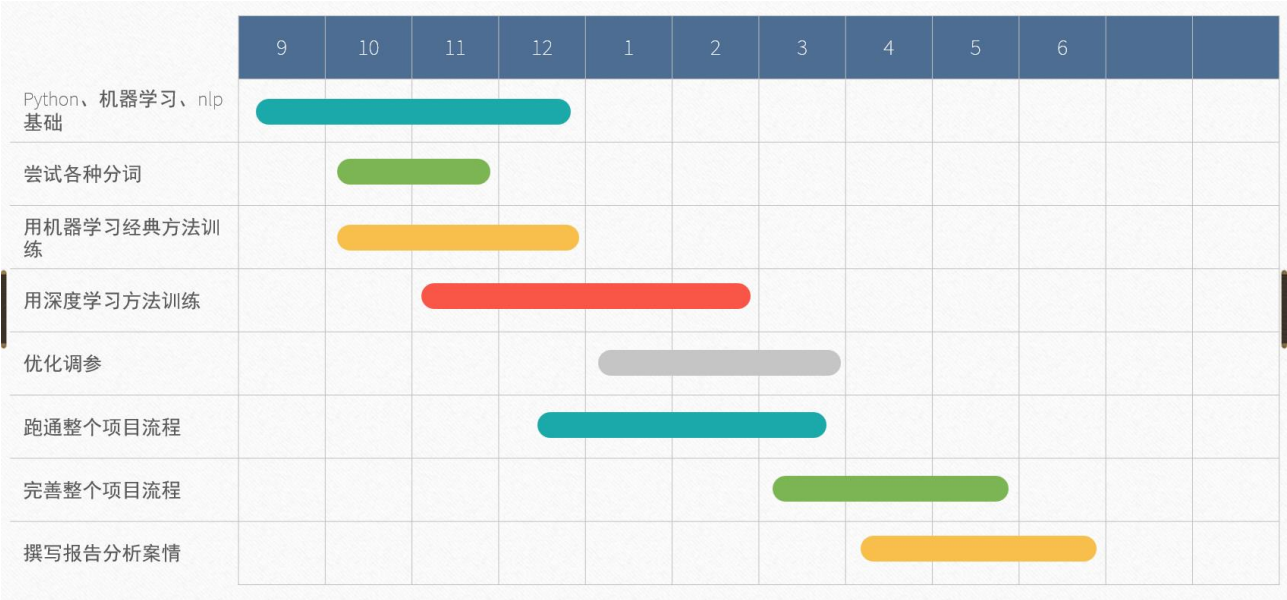 9 10 11 12 1 2 3 4 5 6
Python、机器学习、nlp
基础
尝试各种分词
用机器学习经典方法训
练
用深度学习方法训练
优化调参
跑通整个项目流程
完善整个项目流程
撰写报告分析案情